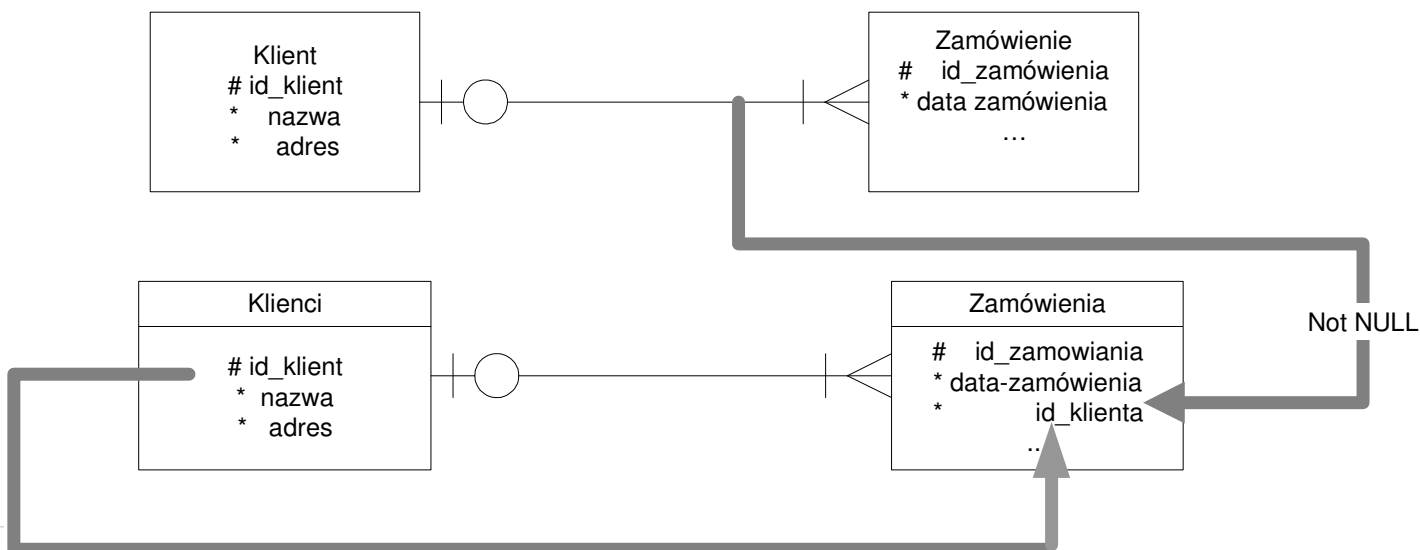 Klient
# id_klient
* nazwa
* adres
Zamówienie
# id_zamówienia
* data zamówienia
…
Klienci
# id_klient
* nazwa
* adres
Zamówienia
# id_zamowiania
* data-zamówienia
* id_klienta
...
Not NULL